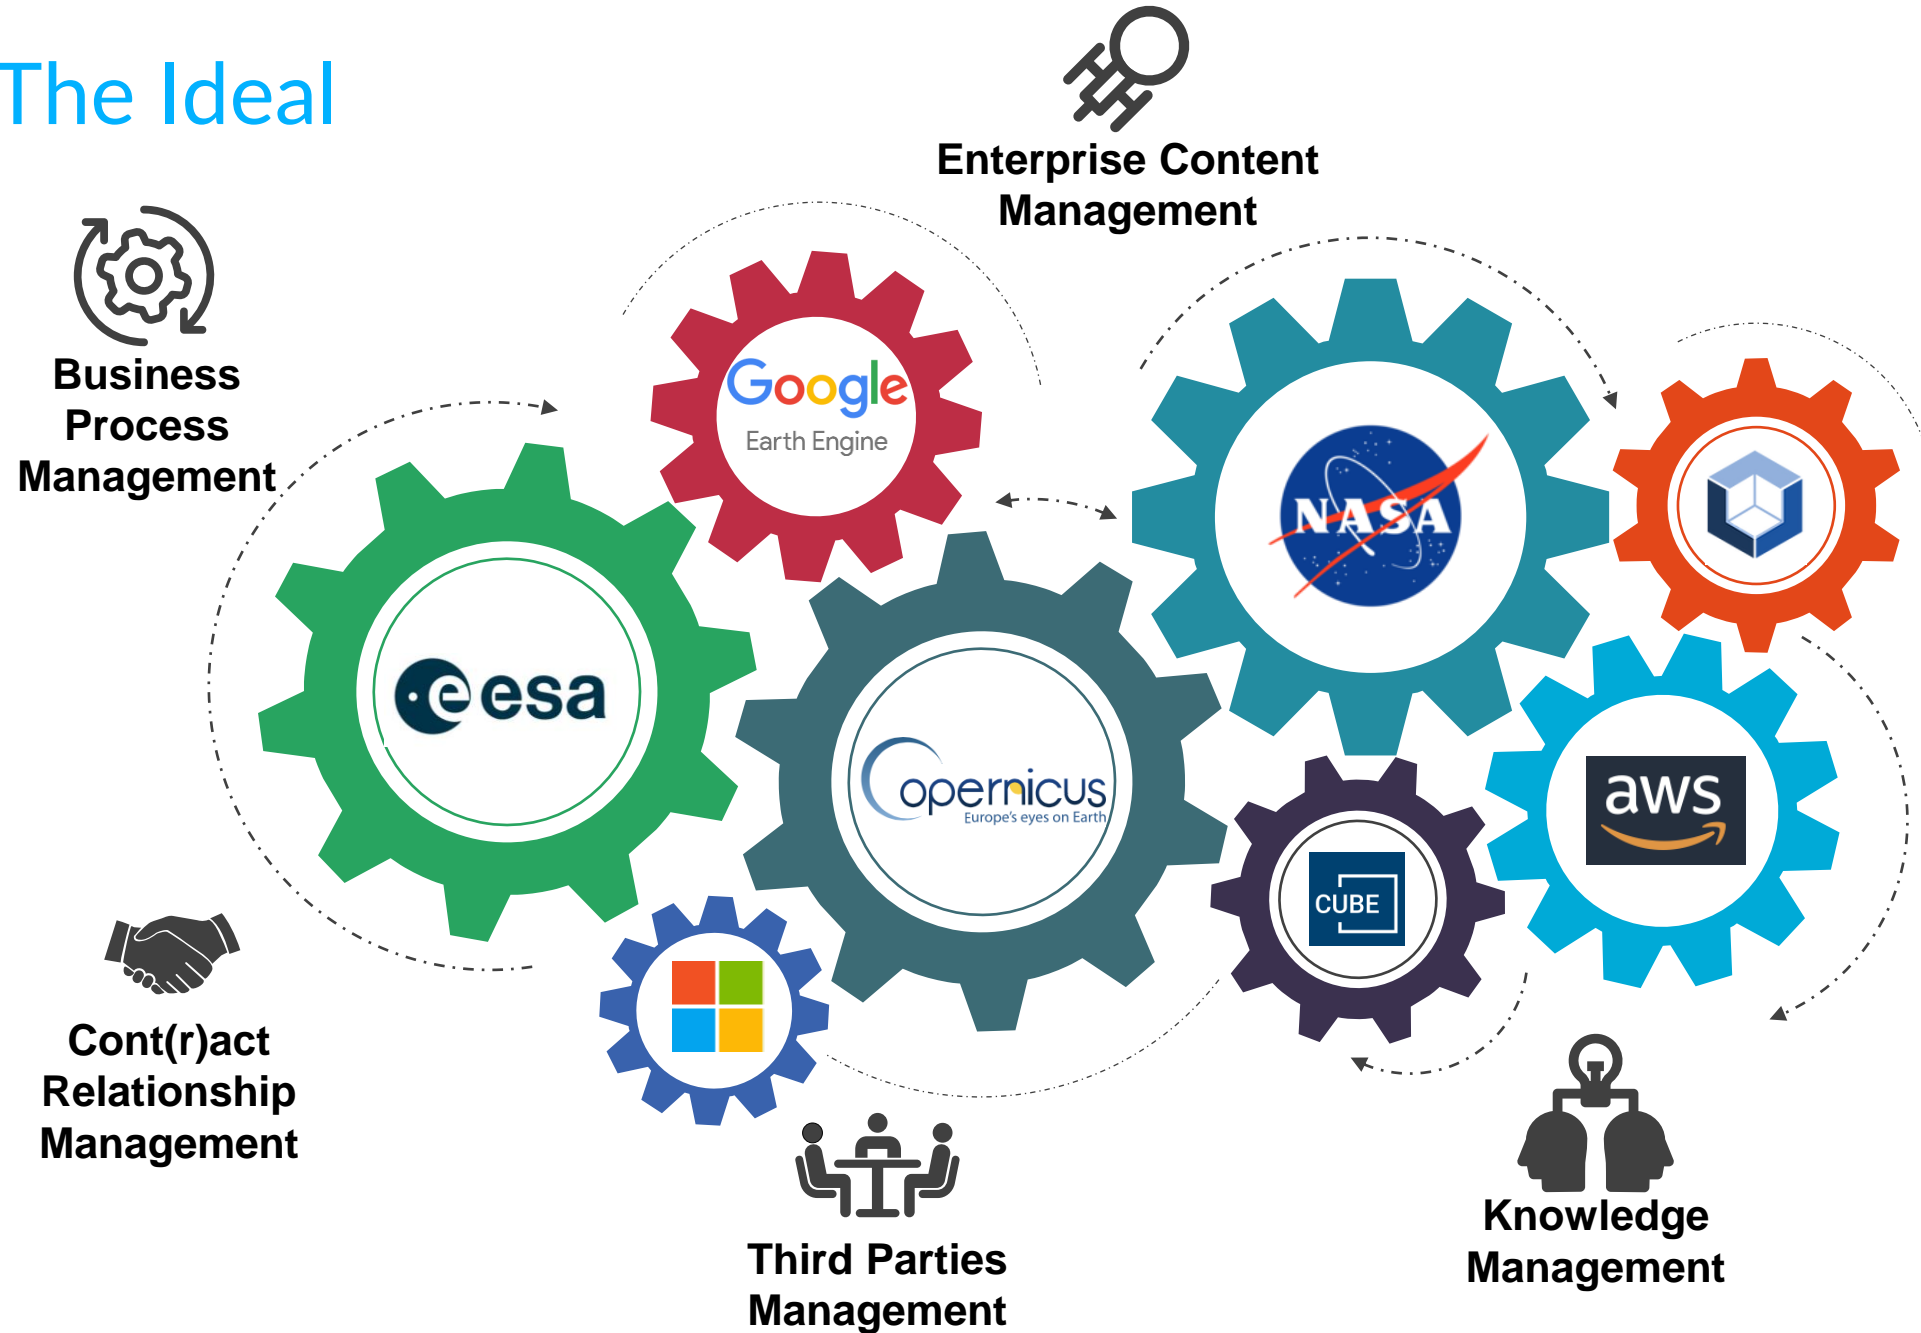 The Ideal
Enterprise Content
Management
Business
Process
Management
Google
Earth Engine
NASA
esa
Copernicus
Europe's eyes on Earth
aws
CUBE
Cont(r)act
Relationship
Management
Third Parties
Management
Knowledge
Management